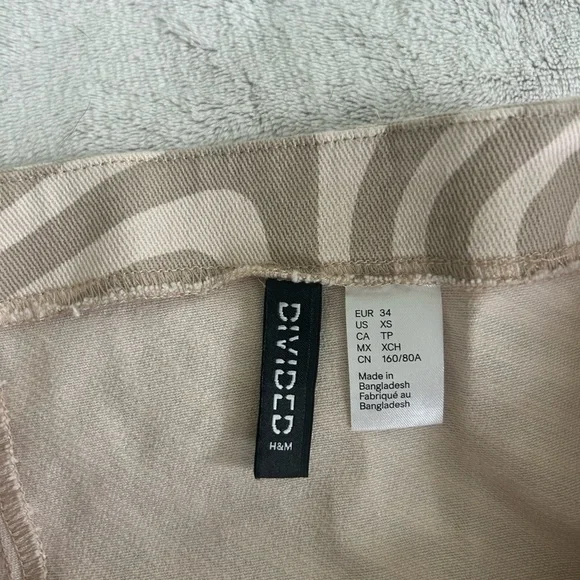 DIVIDED
H&M
EUR 34
US XS
CA TP
MX XCH
CN 160/80A
Made in
Bangladesh
Fabriqué au
Bangladesh